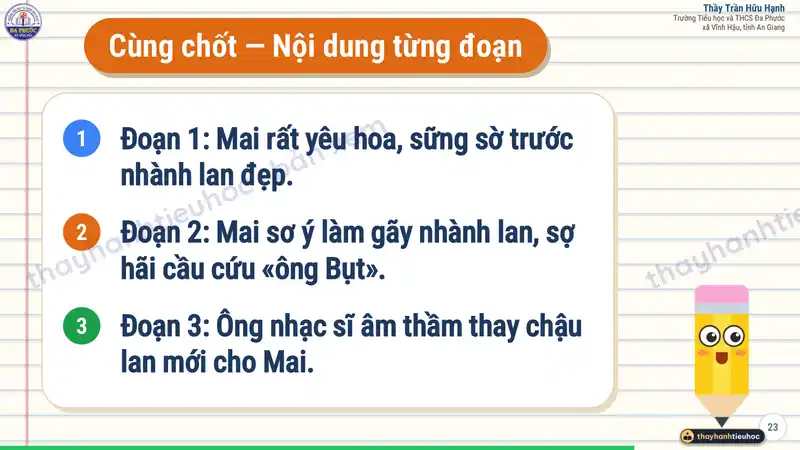 ĐA PHƯỚC
Thầy Trần Hữu Hạnh
Trường Tiểu học và THCS Đa Phước
xã Vĩnh Hậu, tỉnh An Giang
Cùng chốt — Nội dung từng đoạn
1 Đoạn 1: Mai rất yêu hoa, sững sờ trước
nhành lan đẹp.
2 Đoạn 2: Mai sơ ý làm gãy nhành lan, sợ
hãi cầu cứu «ông Bụt».
3 Đoạn 3: Ông nhạc sĩ âm thầm thay chậu
lan mới cho Mai.
23
thayhanhtieuhoc